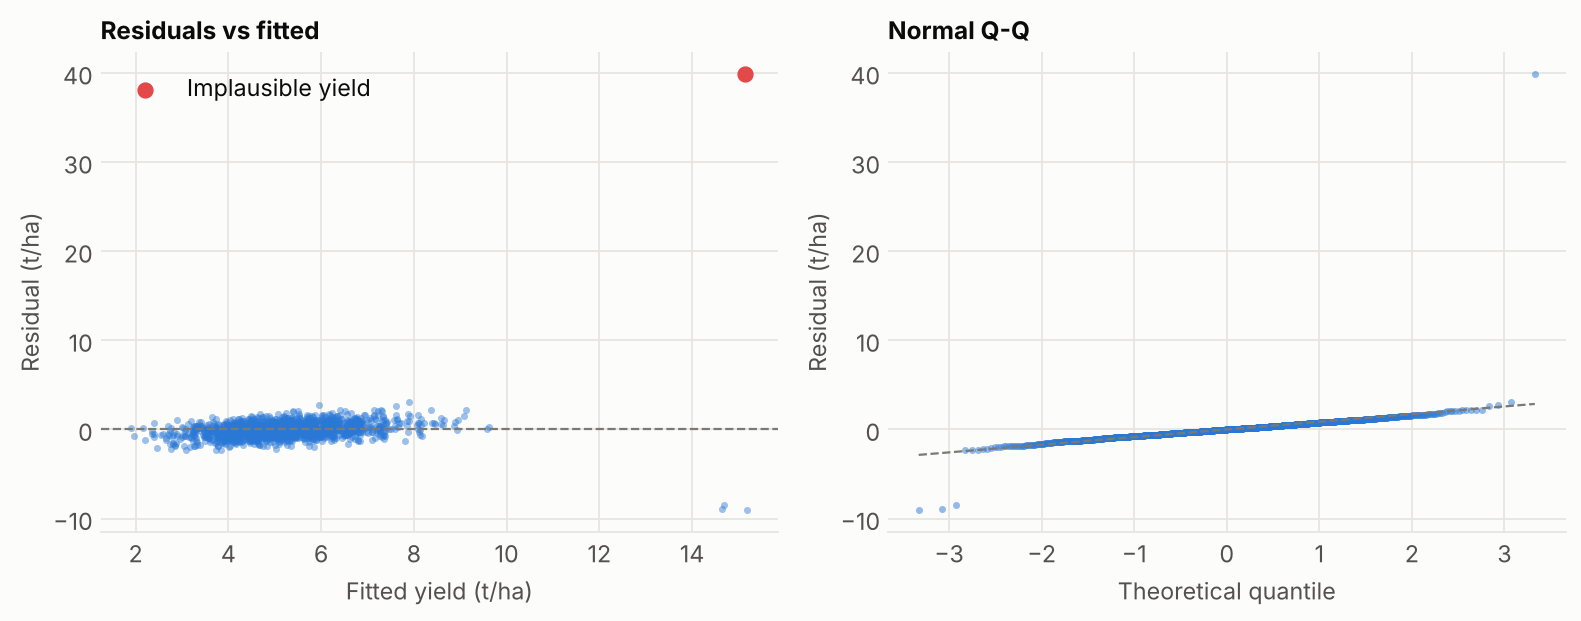 Residuals vs fitted
Implausible yield
40
30
20
10
0
−10
2 4 6 8 10 12 14
Fitted yield (t/ha)
Residual (t/ha)
Normal Q-Q
40
30
20
10
0
−10
−3 −2 −1 0 1 2 3
Theoretical quantile
Residual (t/ha)